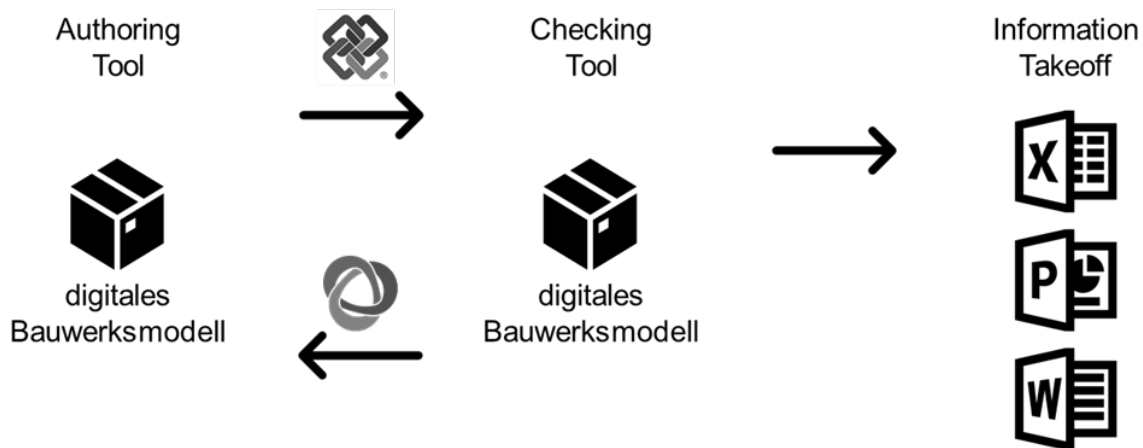 Authoring
Tool
®
Checking
Tool
Information
Takeoff
X
P
W
digitales
Bauwerksmodell
digitales
Bauwerksmodell